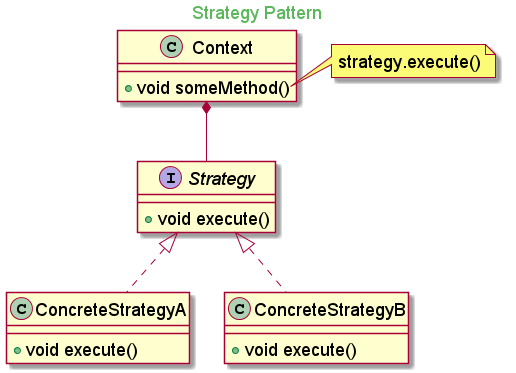 Strategy Pattern
C Context
void someMethod()
strategy.execute()
I Strategy
void execute()
C ConcreteStrategyA
void execute()
C ConcreteStrategyB
void execute()